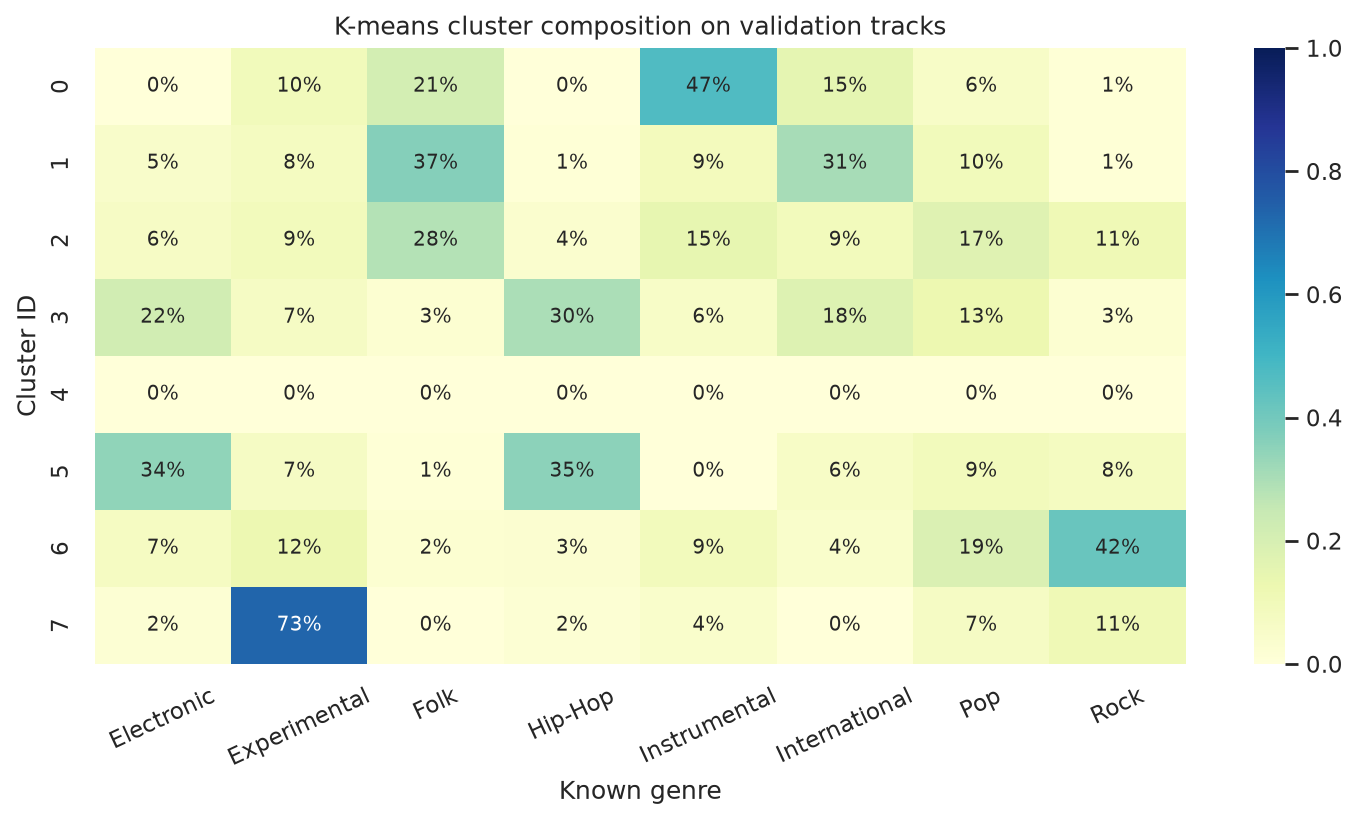 K-means cluster composition on validation tracks
0 0% 10% 21% 0% 47% 15% 6% 1%
1 5% 8% 37% 1% 9% 31% 10% 1%
2 6% 9% 28% 4% 15% 9% 17% 11%
3 22% 7% 3% 30% 6% 18% 13% 3%
4 0% 0% 0% 0% 0% 0% 0% 0%
5 34% 7% 1% 35% 0% 6% 9% 8%
6 7% 12% 2% 3% 9% 4% 19% 42%
7 2% 73% 0% 2% 4% 0% 7% 11%
Cluster ID
Electronic Experimental Folk Hip-Hop Instrumental International Pop Rock
Known genre
1.0
0.8
0.6
0.4
0.2
0.0